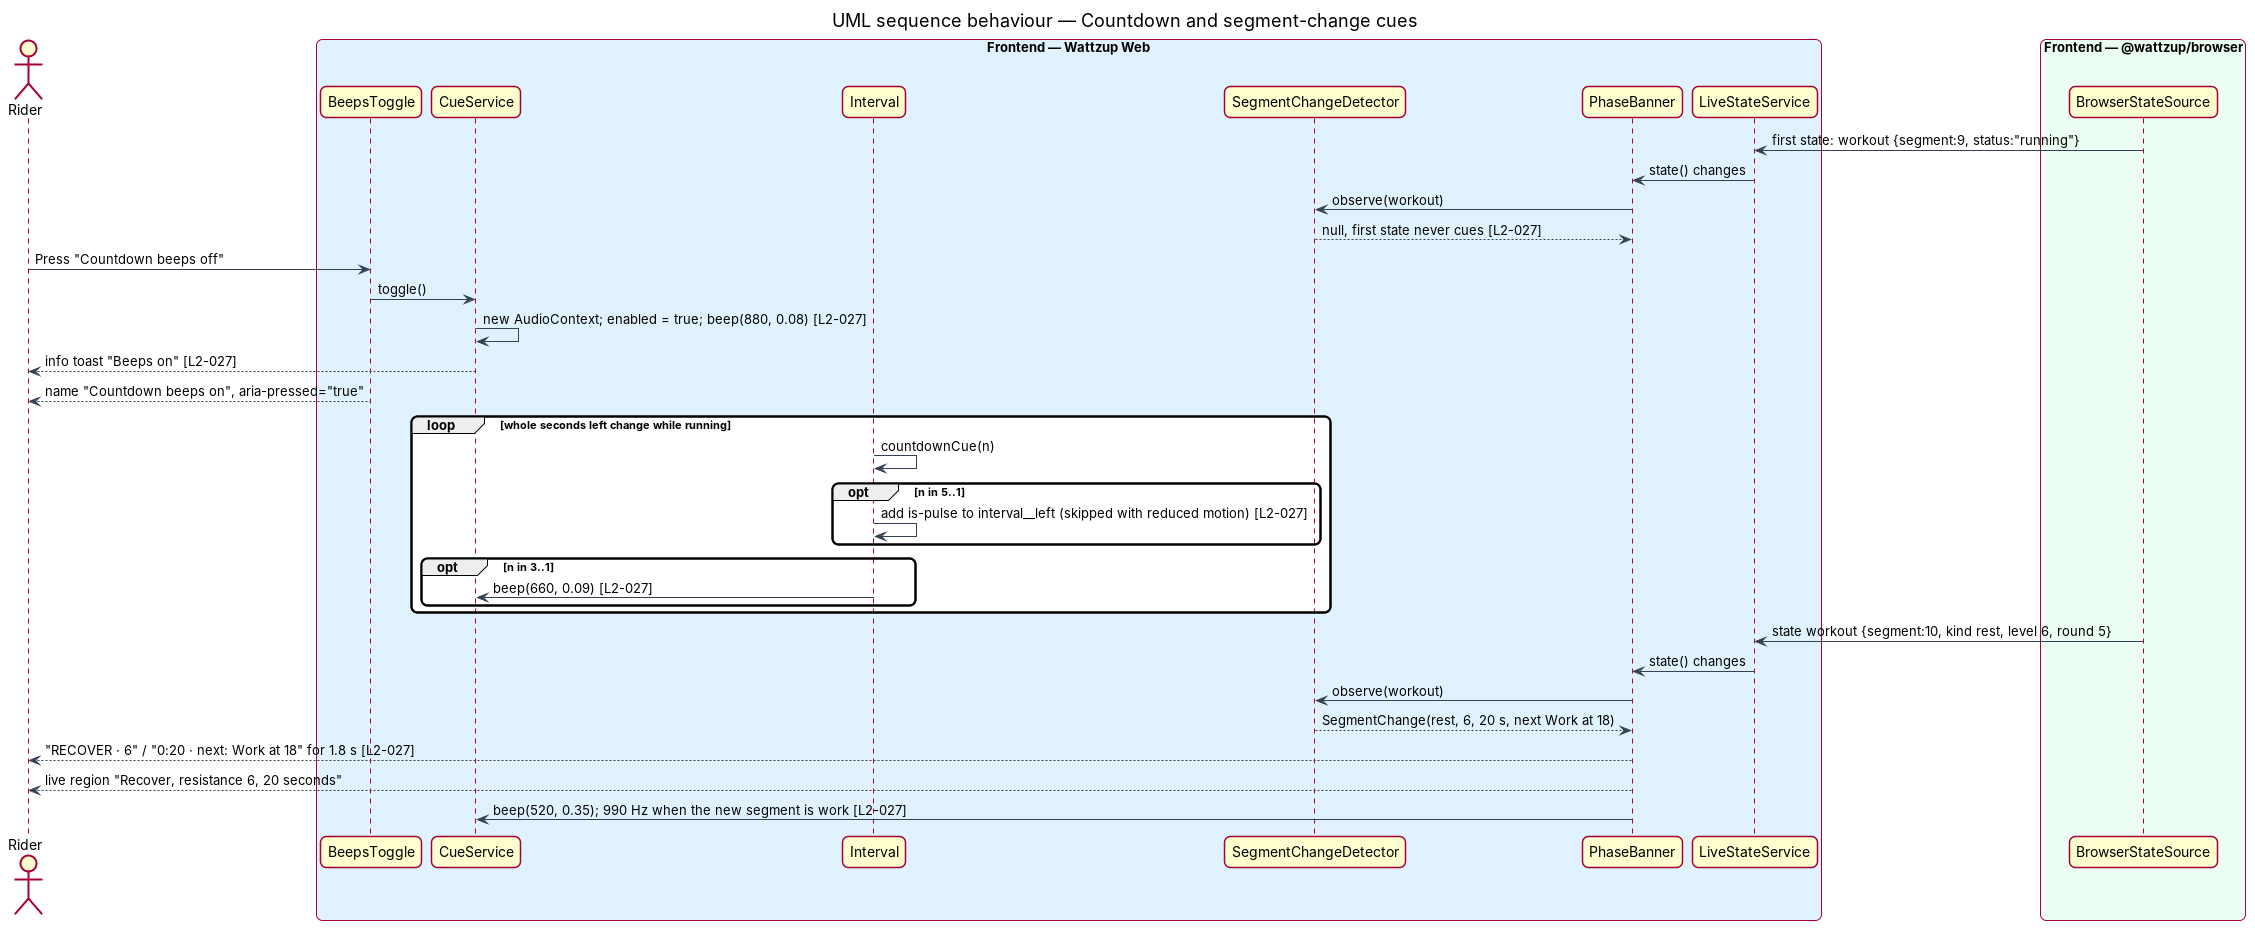 UML sequence behaviour — Countdown and segment-change cues
Frontend — Wattzup Web
Frontend — @wattzup/browser
Rider
BeepsToggle
CueService
Interval
SegmentChangeDetector
PhaseBanner
LiveStateService
BrowserStateSource
first state: workout {segment:9, status:"running"}
state() changes
observe(workout)
null, first state never cues [L2-027]
Press "Countdown beeps off"
toggle()
new AudioContext; enabled = true; beep(880, 0.08) [L2-027]
info toast "Beeps on" [L2-027]
name "Countdown beeps on", aria-pressed="true"
loop [whole seconds left change while running]
countdownCue(n)
opt [n in 5..1]
add is-pulse to interval__left (skipped with reduced motion) [L2-027]
opt [n in 3..1]
beep(660, 0.09) [L2-027]
state workout {segment:10, kind rest, level 6, round 5}
state() changes
observe(workout)
SegmentChange(rest, 6, 20 s, next Work at 18)
"RECOVER · 6" / "0:20 · next: Work at 18" for 1.8 s [L2-027]
live region "Recover, resistance 6, 20 seconds"
beep(520, 0.35); 990 Hz when the new segment is work [L2-027]
Rider
BeepsToggle
CueService
Interval
SegmentChangeDetector
PhaseBanner
LiveStateService
BrowserStateSource